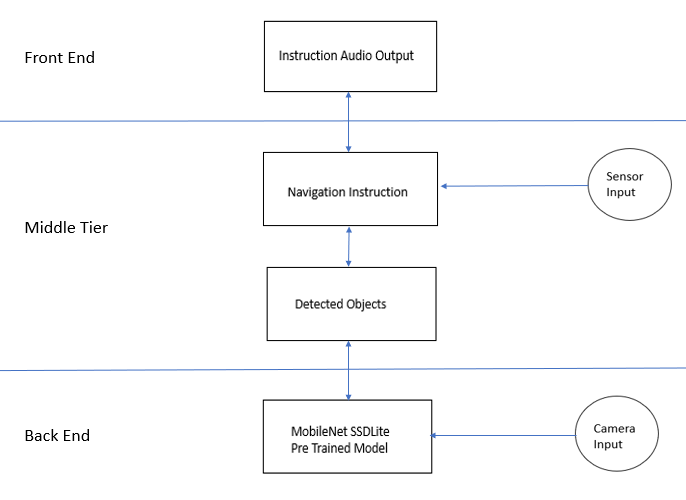 Front End
Instruction Audio Output
Sensor
Input
Navigation Instruction
Middle Tier
Detected Objects
MobileNet SSDLite
Pre Trained Model
Back End
Camera
Input